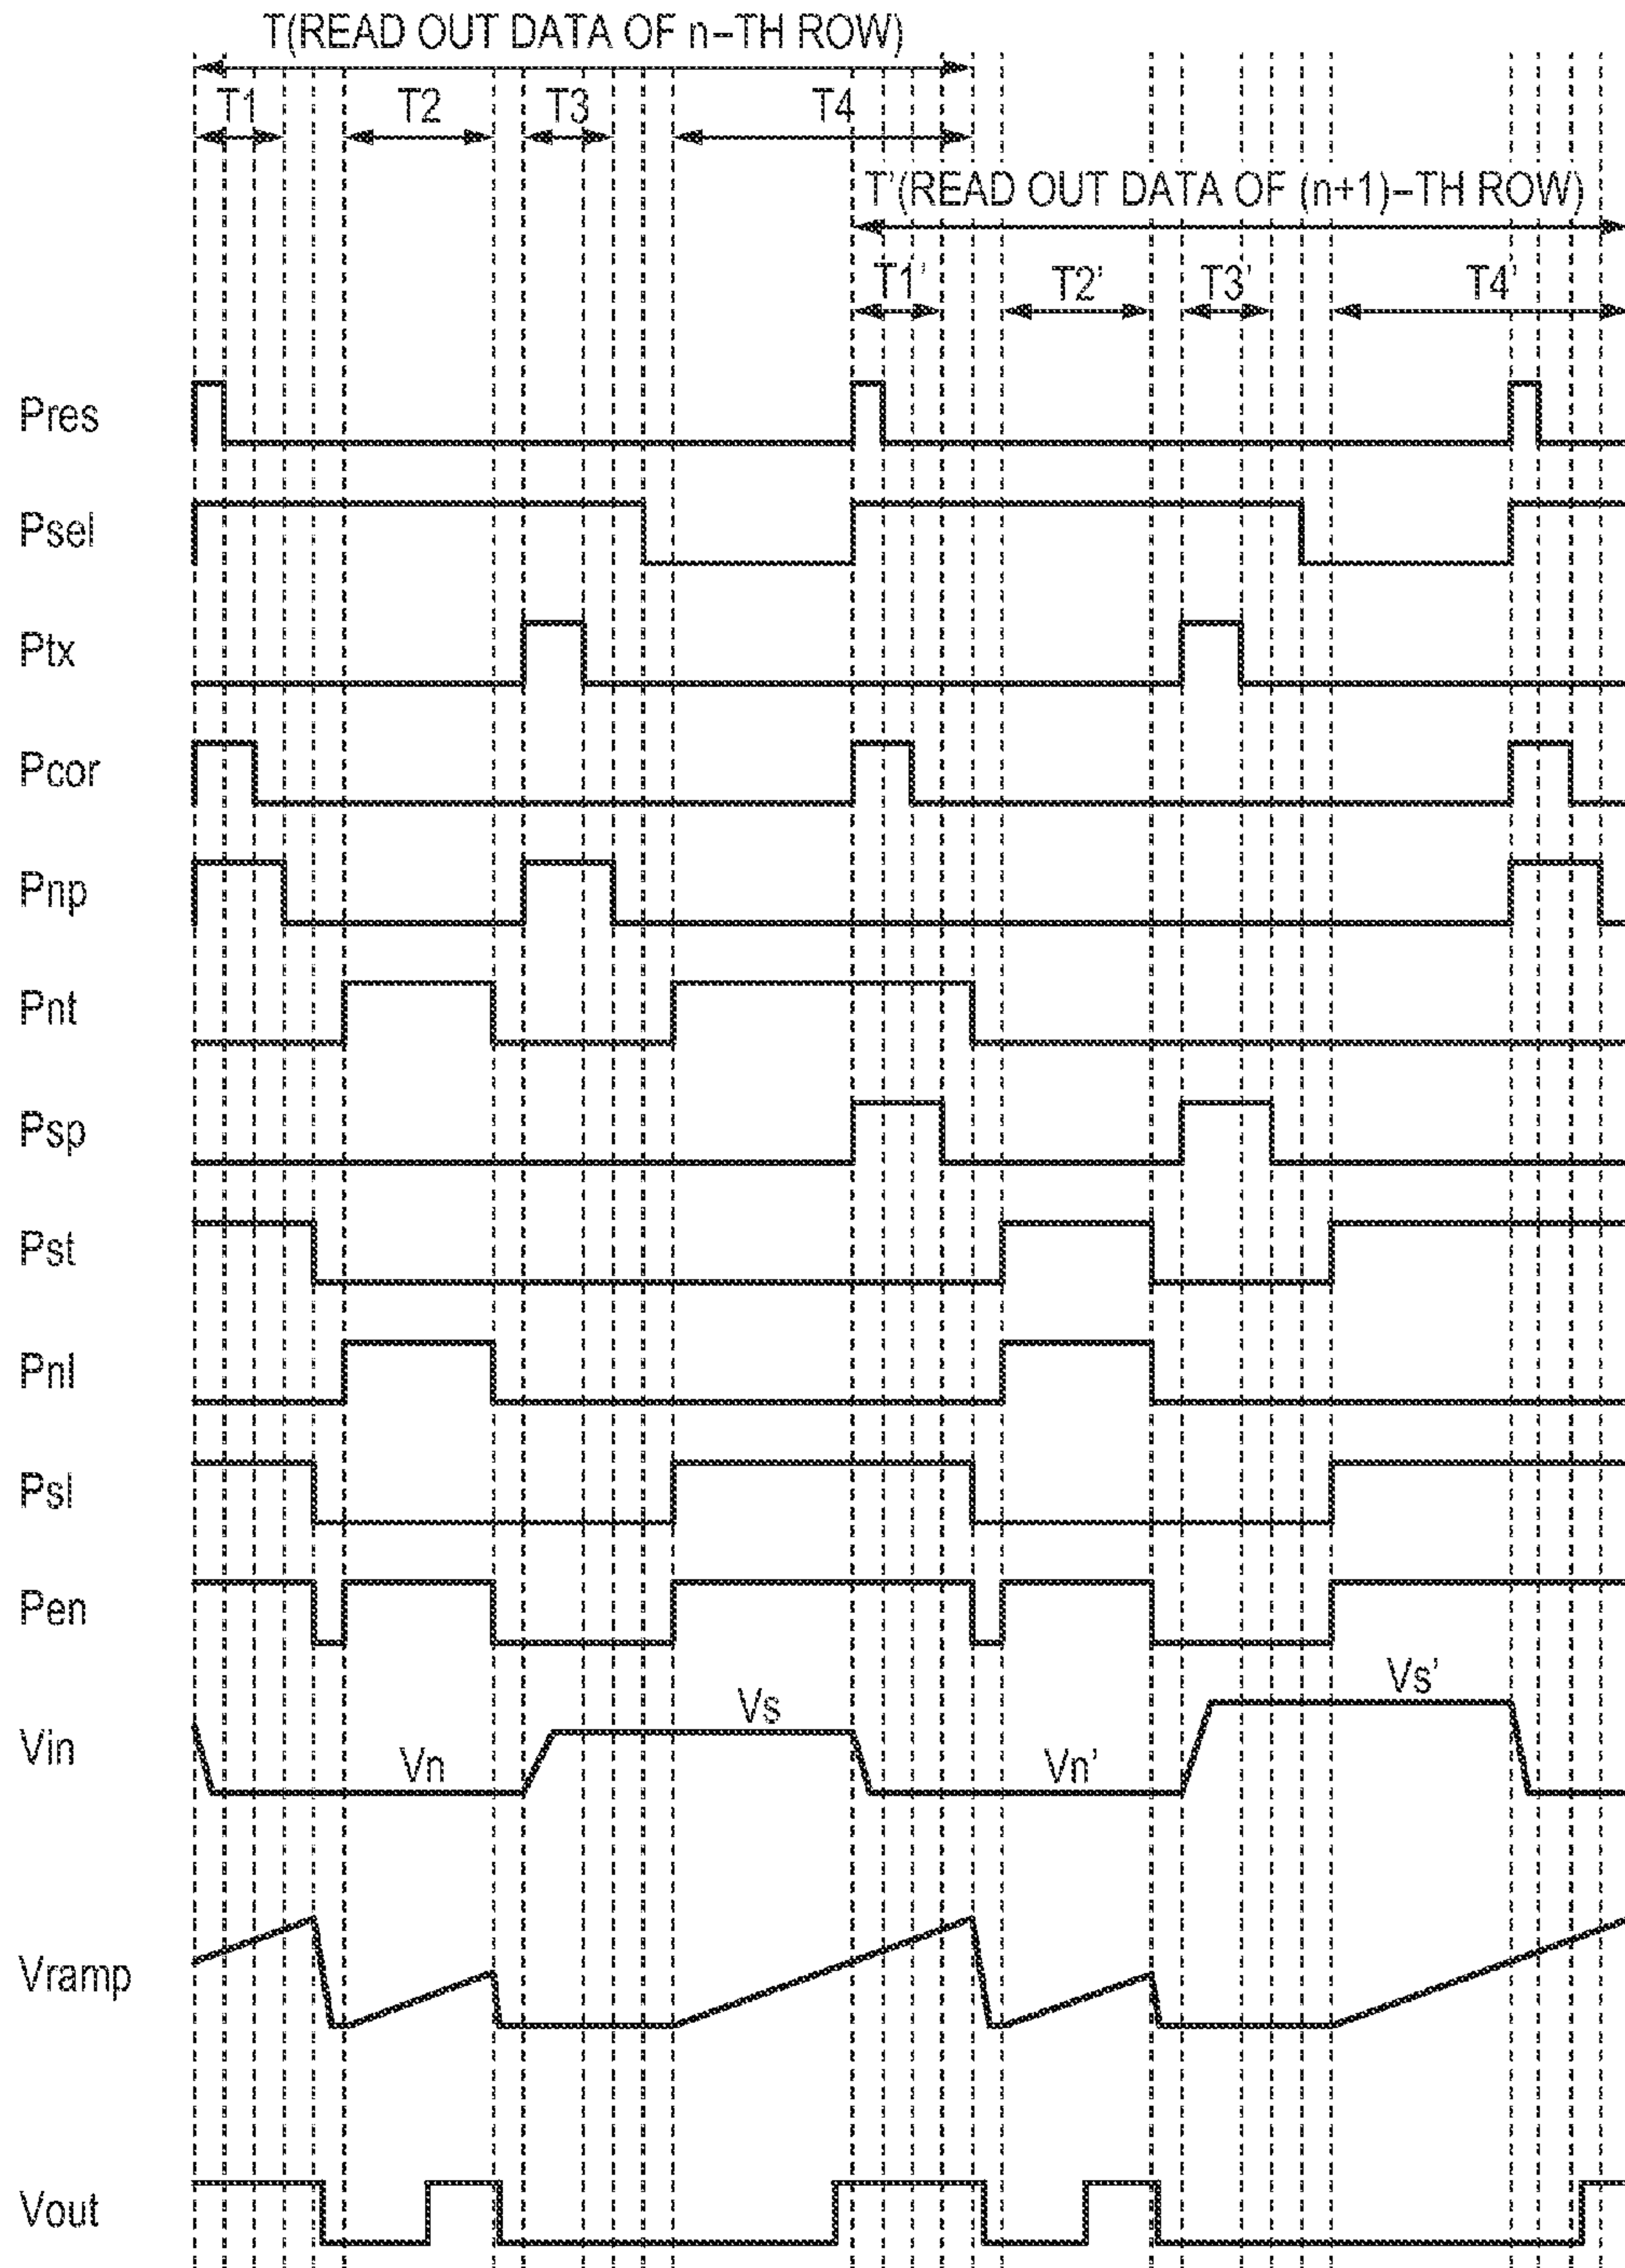 T(READ OUT DATA OF n-TH ROW)
T1 T2 T3 T4
T'(READ OUT DATA OF (n+1)-TH ROW)
T1' T2' T3' T4'
Pres
Psel
Ptx
Pcor
Pnp
Pnt
Psp
Pst
Pnl
Psl
Pen
Vin Vn Vs Vn' Vs'
Vramp
Vout